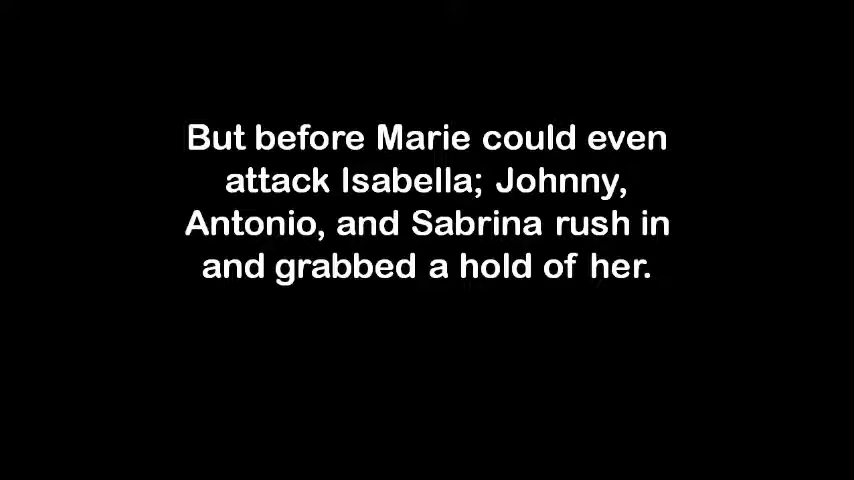 But before Marie could even
attack Isabella; Johnny,
Antonio, and Sabrina rush in
and grabbed a hold of her.